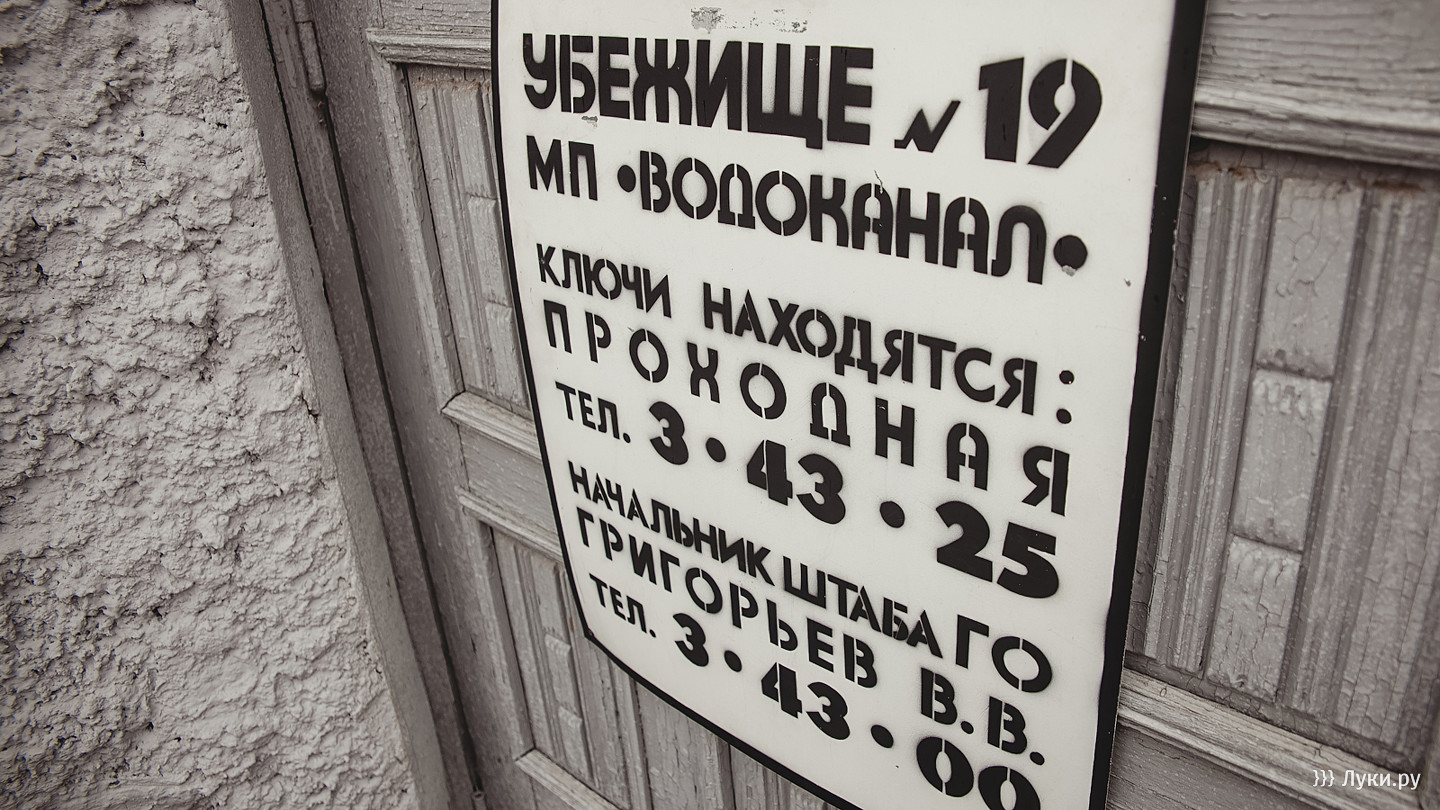 УБЕЖИЩЕ N 19
МП •ВОДОКАНАЛ•
КЛЮЧИ НАХОДЯТСЯ:
ПРОХОДНАЯ
ТЕЛ. 3•43•25
НАЧАЛЬНИК ШТАБА ГО
ГРИГОРЬЕВ В.В.
ТЕЛ. 3•43•00
}}} Луки.ру